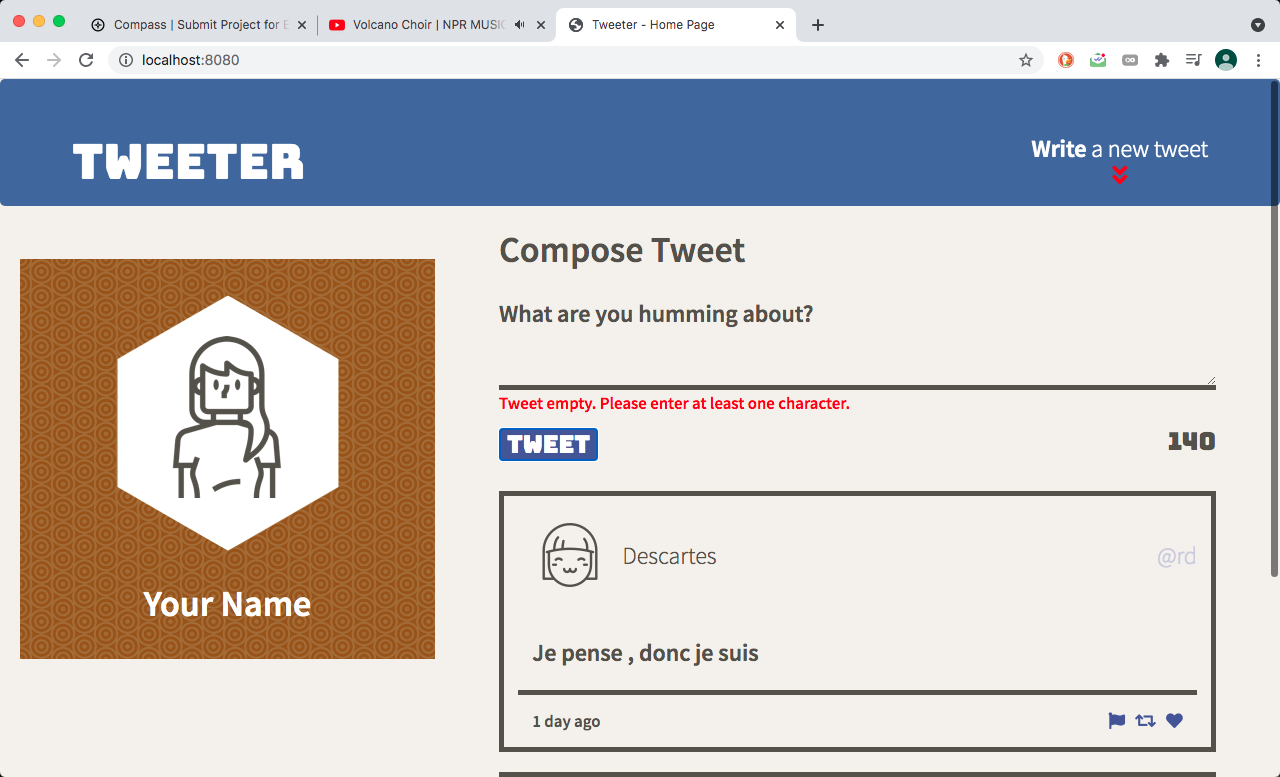 Compass | Submit Project for E
Volcano Choir | NPR MUSIC
Tweeter - Home Page
localhost:8080
TWEETER
Write a new tweet
Compose Tweet
What are you humming about?
Tweet empty. Please enter at least one character.
TWEET
140
Your Name
Descartes
@rd
Je pense , donc je suis
1 day ago